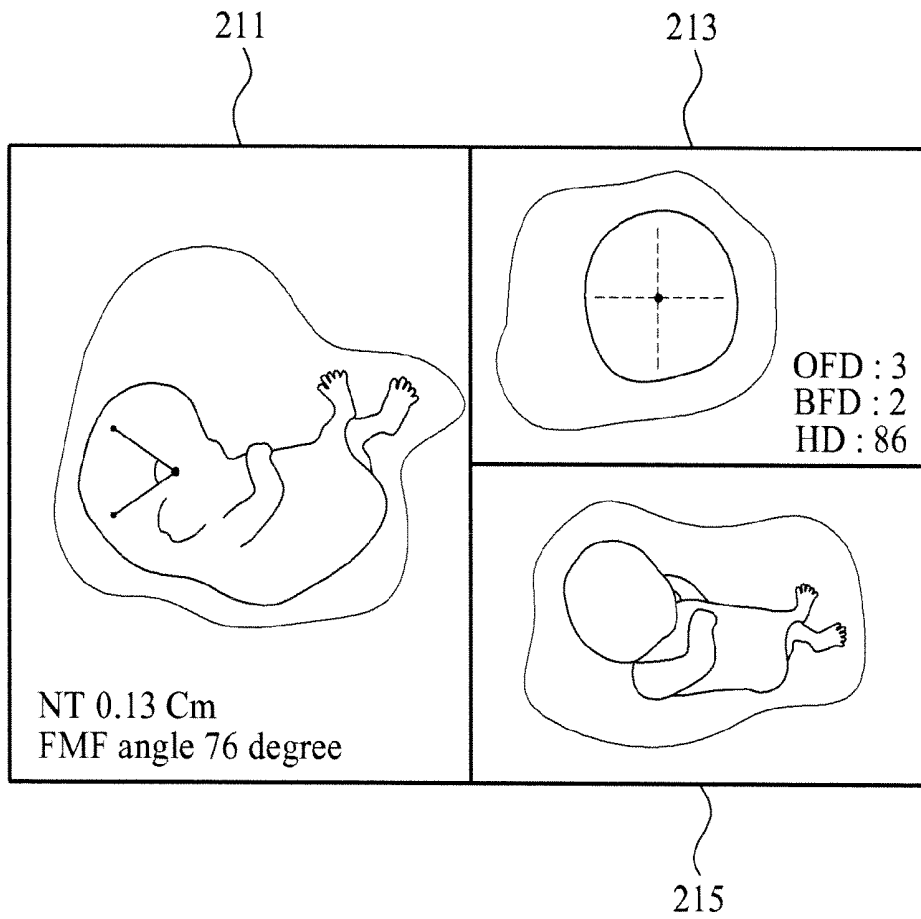 211
213
OFD : 3
BFD : 2
HD : 86
NT 0.13 Cm
FMF angle 76 degree
215